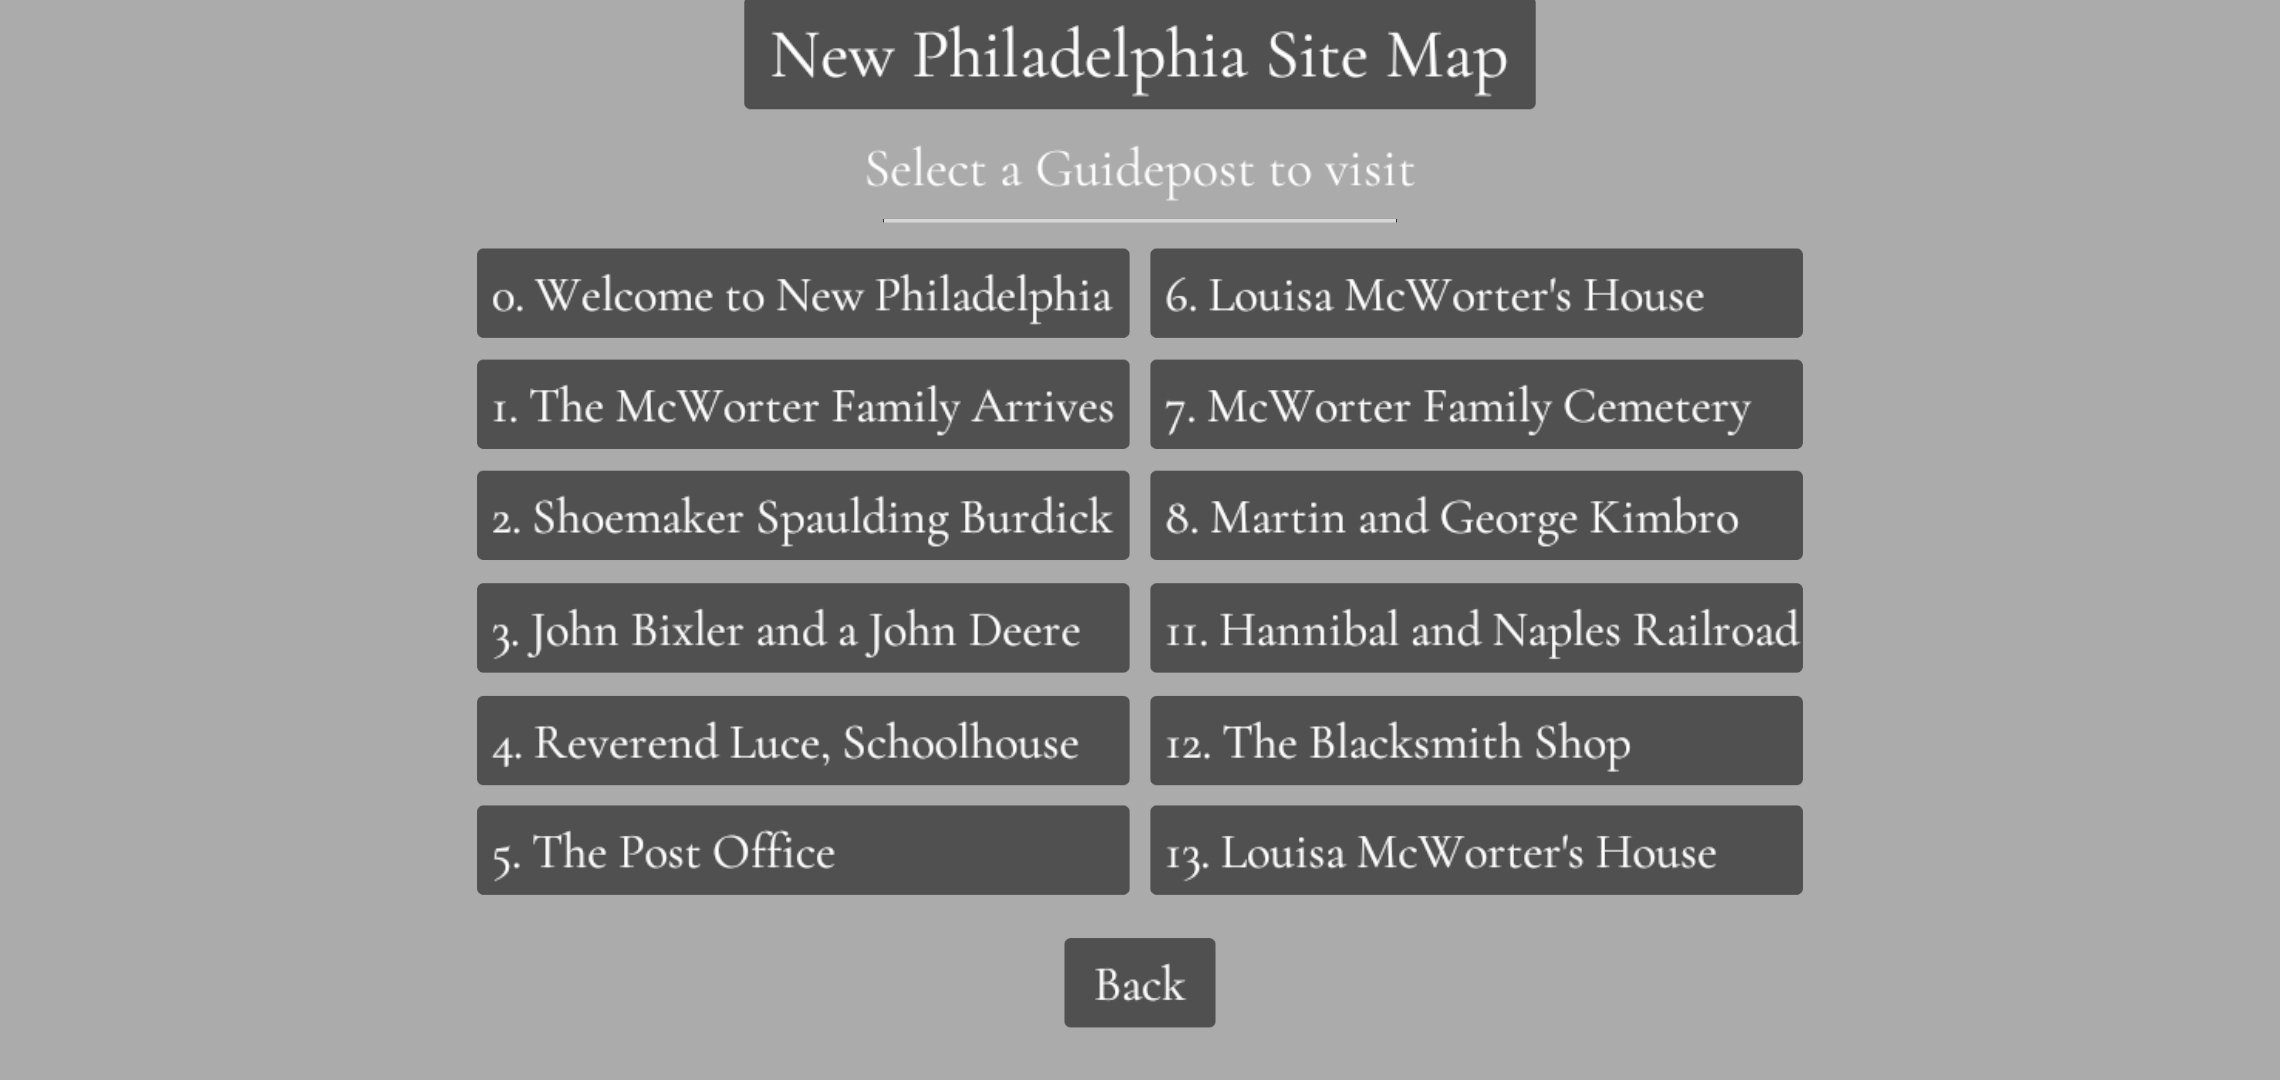 New Philadelphia Site Map
Select a Guidepost to visit
0. Welcome to New Philadelphia
1. The McWorter Family Arrives
2. Shoemaker Spaulding Burdick
3. John Bixler and a John Deere
4. Reverend Luce, Schoolhouse
5. The Post Office
6. Louisa McWorter's House
7. McWorter Family Cemetery
8. Martin and George Kimbro
11. Hannibal and Naples Railroad
12. The Blacksmith Shop
13. Louisa McWorter's House
Back